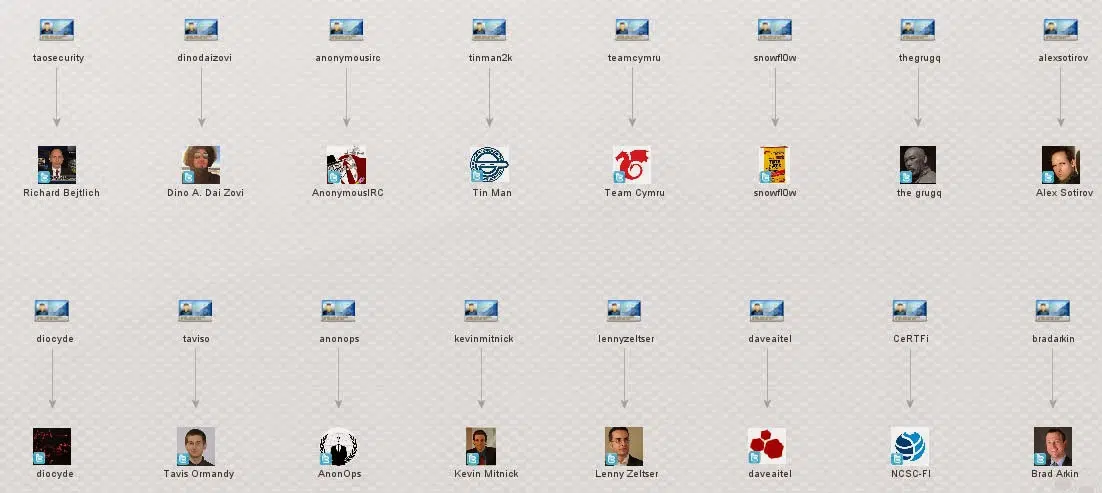 taosecurity dinodaizovi anonymousirc tinman2k teamcymru snowfl0w thegrugq alexsotirov
Richard Bejtlich Dino A. Dai Zovi AnonymousIRC Tin Man Team Cymru snowfl0w the grugq Alex Sotirov
diocyde taviso anonops kevinmitnick lennyzeltser daveaitel CeRTFi bradarkin
diocyde Tavis Ormandy AnonOps Kevin Mitnick Lenny Zeltser daveaitel NCSC-FI Brad Arkin